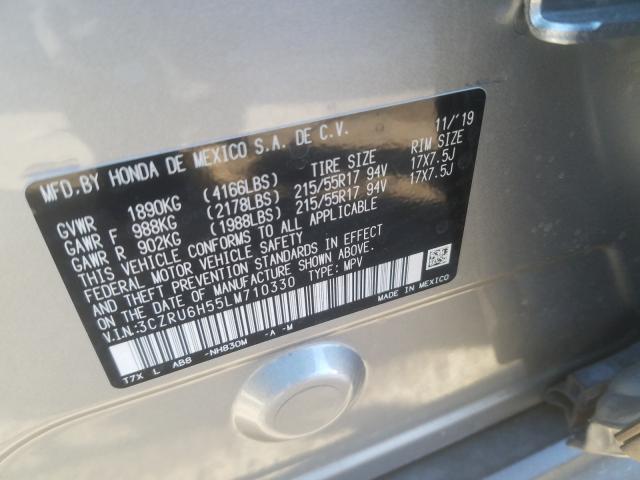 MFD. BY HONDA DE MEXICO S.A. DE C.V. 11/'19
TIRE SIZE RIM SIZE
GVWR 1890KG (4166LBS)
GAWR F 988KG (2178LBS) 215/55R17 94V 17X7.5J
GAWR R 902KG (1988LBS) 215/55R17 94V 17X7.5J
THIS VEHICLE CONFORMS TO ALL APPLICABLE
FEDERAL MOTOR VEHICLE SAFETY
AND THEFT PREVENTION STANDARDS IN EFFECT
ON THE DATE OF MANUFACTURE SHOWN ABOVE.
V.I.N.: 3CZRU6H55LM710330 TYPE: MPV
MADE IN MEXICO
T7X L AB8 -NH830M -A -M